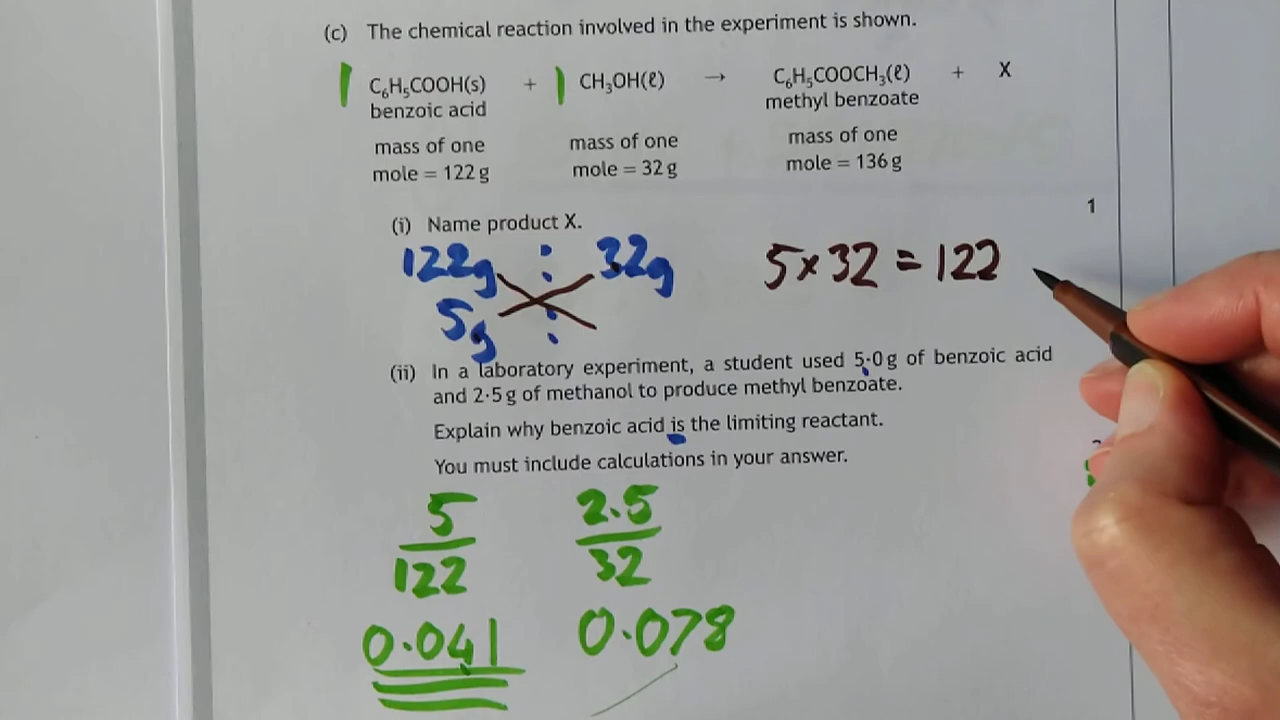 (c) The chemical reaction involved in the experiment is shown.
| C₆H₅COOH(s) + | CH₃OH(ℓ) → C₆H₅COOCH₃(ℓ) + X
benzoic acid methyl benzoate
mass of one mass of one mass of one
mole = 122 g mole = 32 g mole = 136 g
1
(i) Name product X.
122g : 32g 5 × 32 = 122
5g :
(ii) In a laboratory experiment, a student used 5·0 g of benzoic acid
and 2·5 g of methanol to produce methyl benzoate.
Explain why benzoic acid is the limiting reactant.
You must include calculations in your answer.
5 2.5
122 32
0.041 0.078